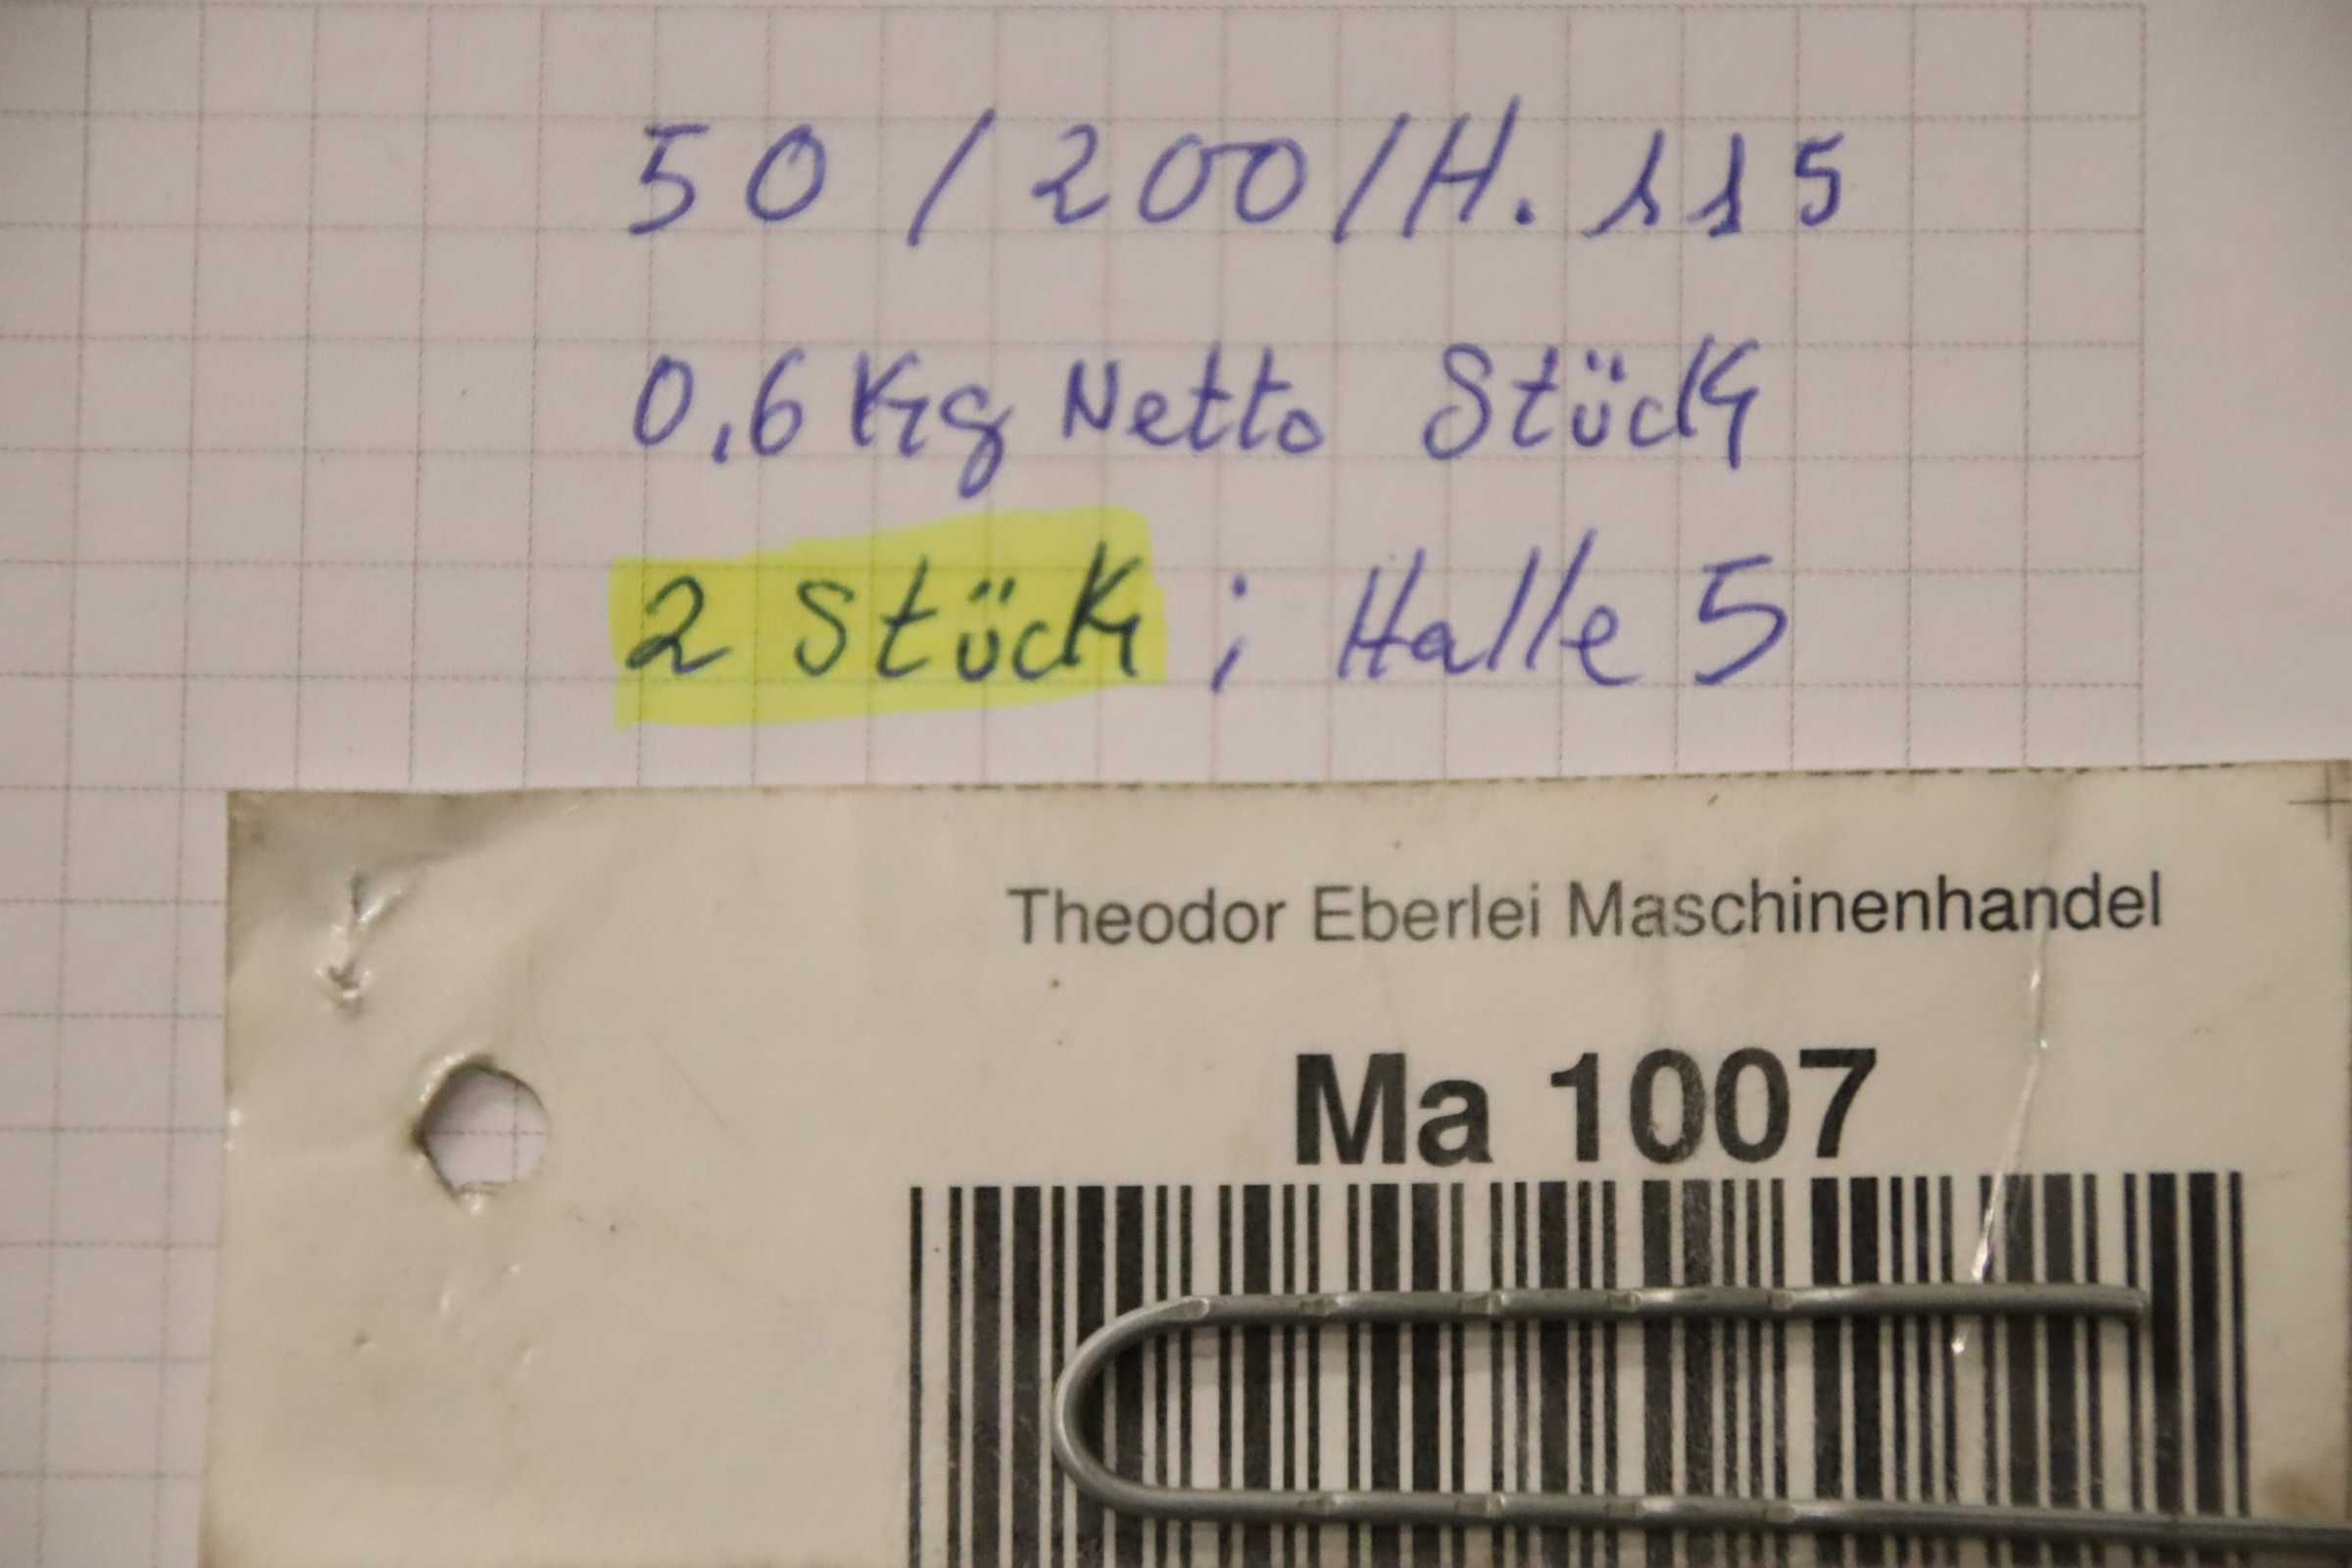 50 / 200 / H. 115
0,6 Kg Netto Stück
2 Stück ; Halle 5
Theodor Eberlei Maschinenhandel
Ma 1007